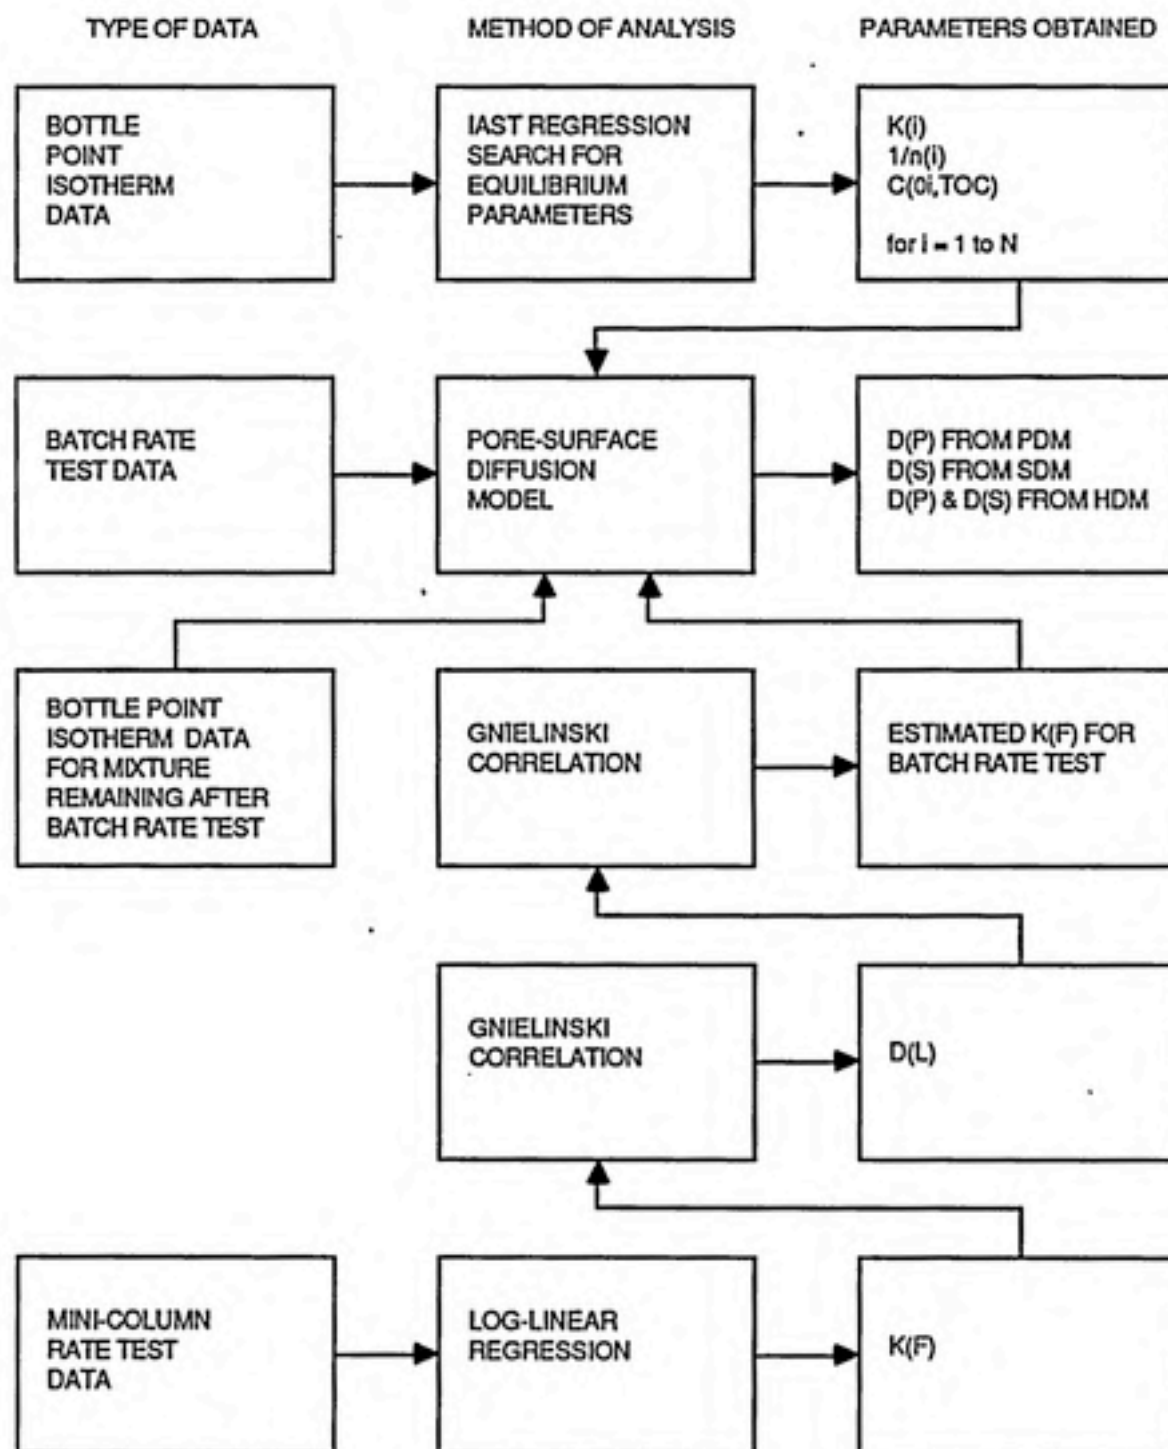 TYPE OF DATA
METHOD OF ANALYSIS
PARAMETERS OBTAINED
BOTTLE
POINT
ISOTHERM
DATA
IAST REGRESSION
SEARCH FOR
EQUILIBRIUM
PARAMETERS
K(i)
1/n(i)
C(0i,TOC)
for i = 1 to N
BATCH RATE
TEST DATA
PORE-SURFACE
DIFFUSION
MODEL
D(P) FROM PDM
D(S) FROM SDM
D(P) & D(S) FROM HDM
BOTTLE POINT
ISOTHERM DATA
FOR MIXTURE
REMAINING AFTER
BATCH RATE TEST
GNIELINSKI
CORRELATION
ESTIMATED K(F) FOR
BATCH RATE TEST
GNIELINSKI
CORRELATION
D(L)
MINI-COLUMN
RATE TEST
DATA
LOG-LINEAR
REGRESSION
K(F)